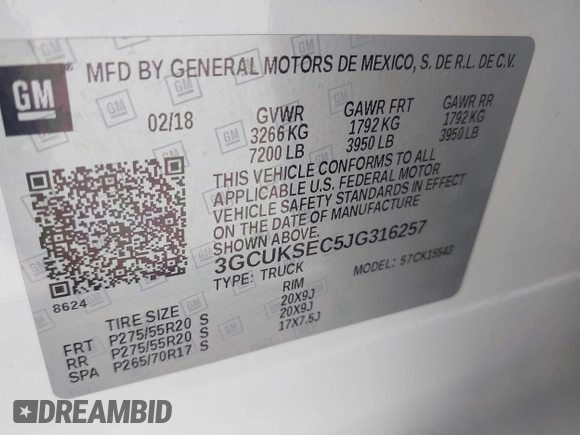 GM
MFD BY GENERAL MOTORS DE MEXICO, S. DE R.L. DE C.V.
02/18 GVWR GAWR FRT GAWR RR
3266 KG 1792 KG 1792 KG
7200 LB 3950 LB 3950 LB
THIS VEHICLE CONFORMS TO ALL
APPLICABLE U.S. FEDERAL MOTOR
VEHICLE SAFETY STANDARDS IN EFFECT
ON THE DATE OF MANUFACTURE
SHOWN ABOVE.
3GCUKSEC5JG316257
TYPE: TRUCK MODEL: 57CK15543
8624
TIRE SIZE RIM
FRT P275/55R20 S 20X9J
RR P275/55R20 S 20X9J
SPA P265/70R17 S 17X7.5J
DREAMBID